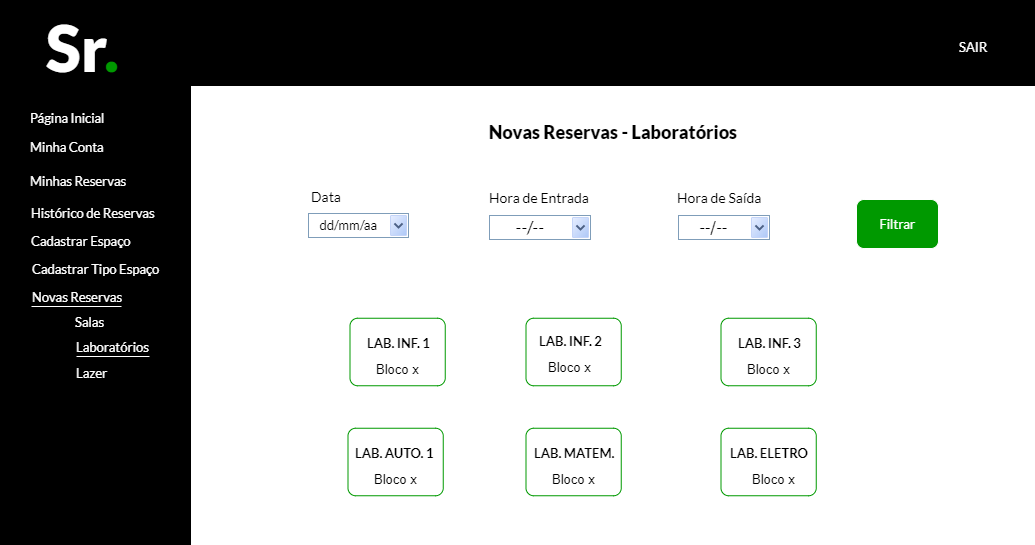 Sr.
SAIR
Página Inicial
Minha Conta
Minhas Reservas
Histórico de Reservas
Cadastrar Espaço
Cadastrar Tipo Espaço
Novas Reservas
Salas
Laboratórios
Lazer
Novas Reservas - Laboratórios
Data
Hora de Entrada
Hora de Saída
dd/mm/aa
--/--
--/--
Filtrar
LAB. INF. 1
Bloco x
LAB. INF. 2
Bloco x
LAB. INF. 3
Bloco x
LAB. AUTO. 1
Bloco x
LAB. MATEM.
Bloco x
LAB. ELETRO
Bloco x